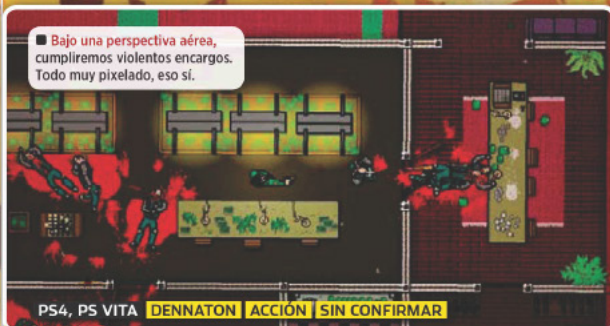 ■ Bajo una perspectiva aérea,
cumpliremos violentos encargos.
Todo muy pixelado, eso sí.
PS4, PS VITA DENNATON ACCIÓN SIN CONFIRMAR